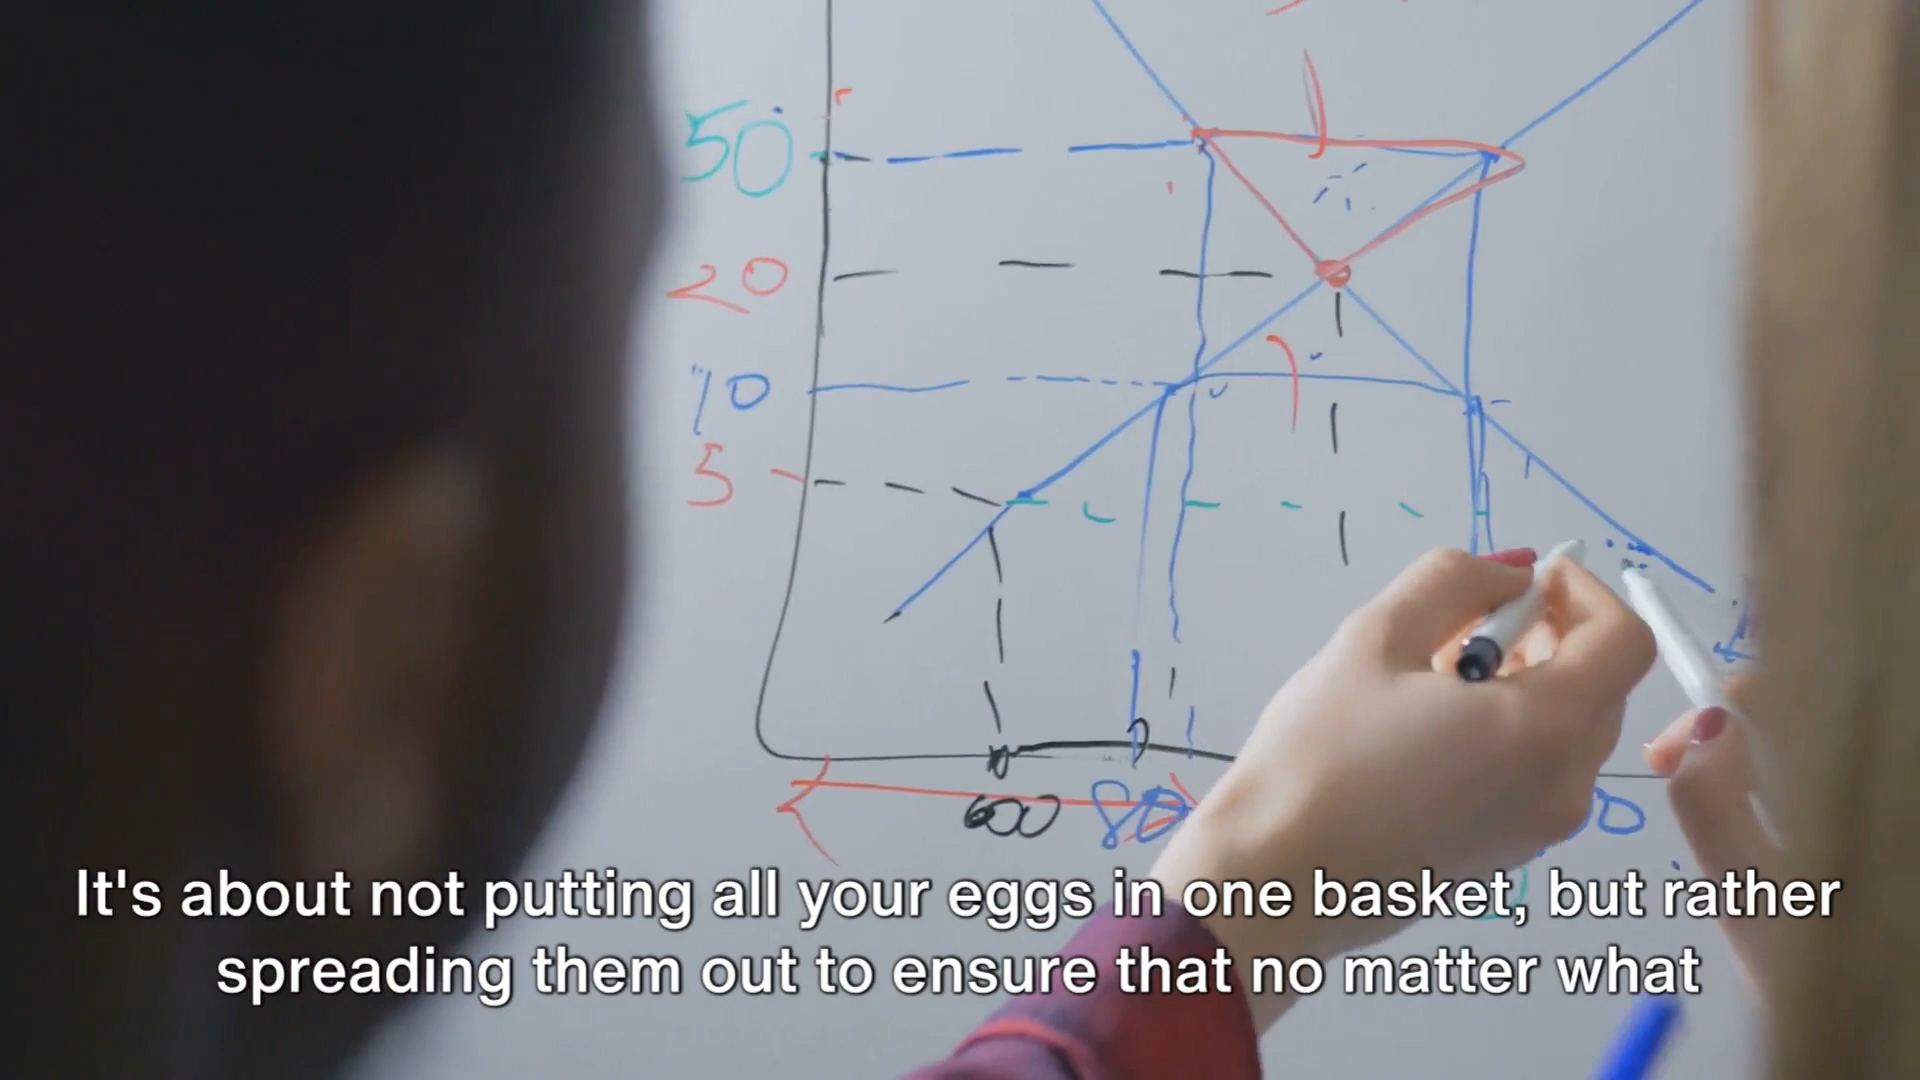 50
20
10
5
600 80
It's about not putting all your eggs in one basket, but rather
spreading them out to ensure that no matter what